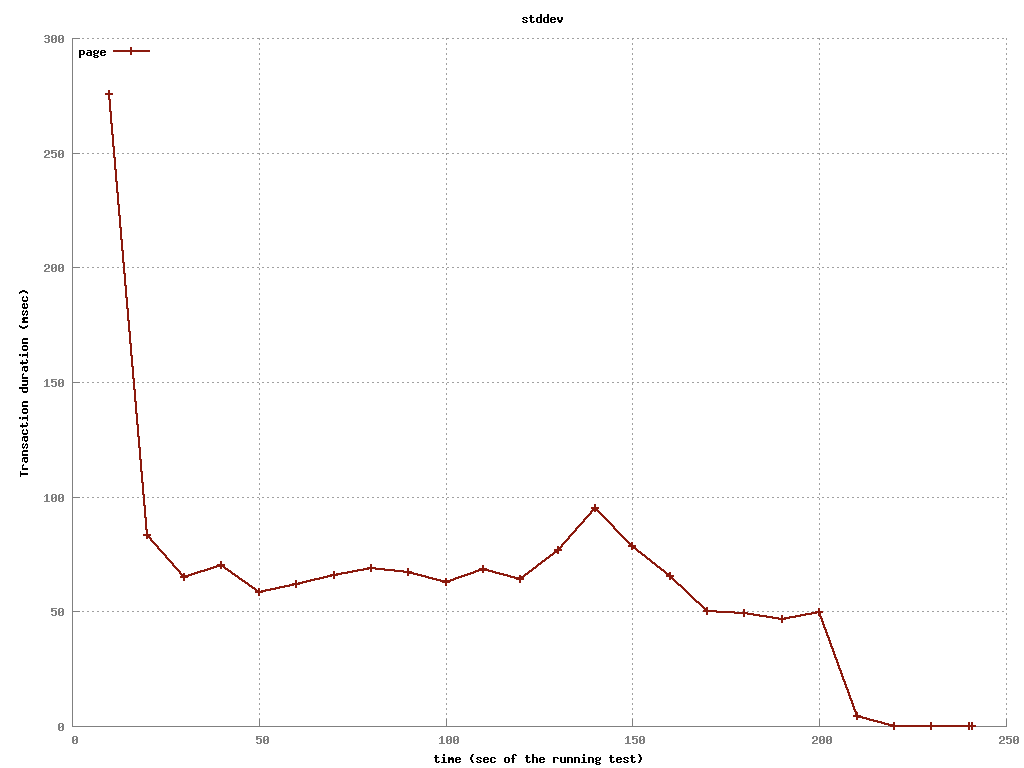 stddev
300
page
250
200
150
100
50
0
Transaction duration (msec)
0 50 100 150 200 250
time (sec of the running test)